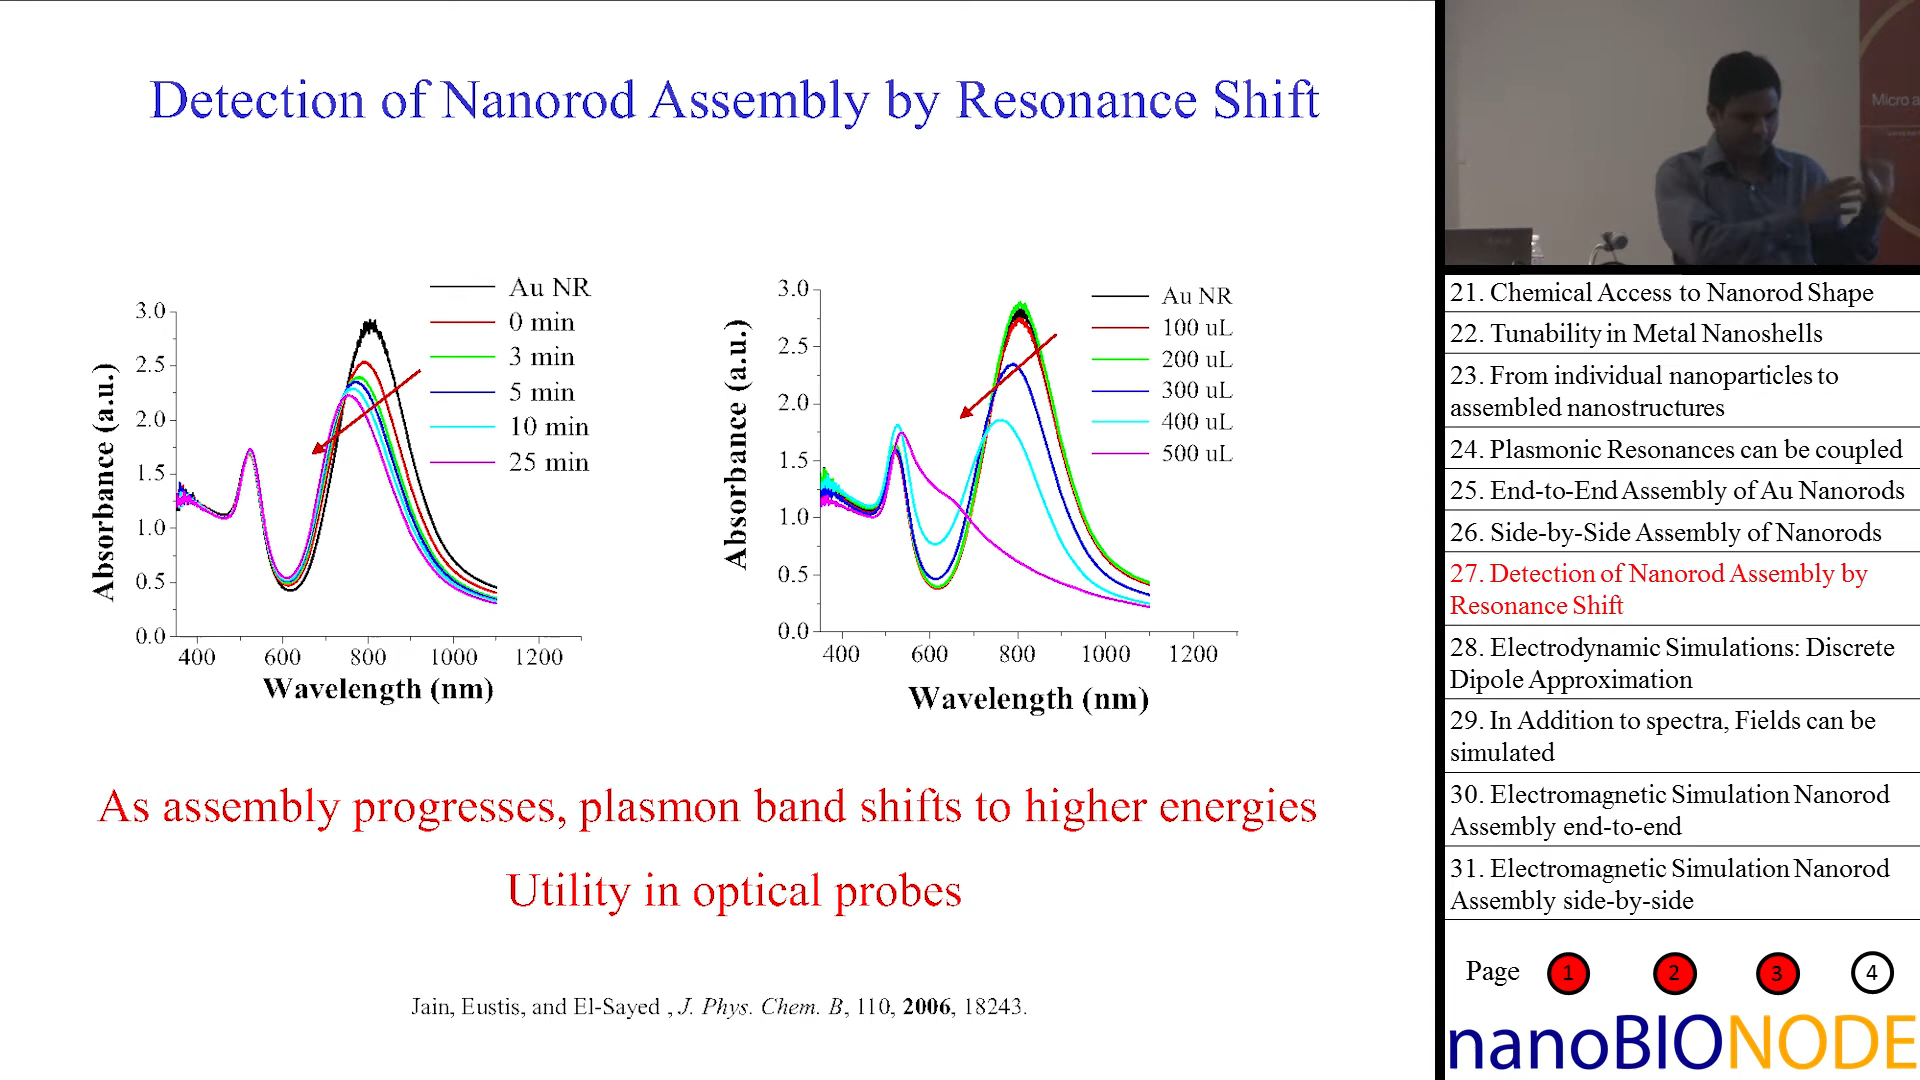 Detection of Nanorod Assembly by Resonance Shift
Absorbance (a.u.)
3.0
2.5
2.0
1.5
1.0
0.5
0.0
400 600 800 1000 1200
Wavelength (nm)
Au NR
0 min
3 min
5 min
10 min
25 min
Absorbance (a.u.)
3.0
2.5
2.0
1.5
1.0
0.5
0.0
400 600 800 1000 1200
Wavelength (nm)
Au NR
100 uL
200 uL
300 uL
400 uL
500 uL
As assembly progresses, plasmon band shifts to higher energies
Utility in optical probes
Jain, Eustis, and El-Sayed , J. Phys. Chem. B, 110, 2006, 18243.
Micro a
21. Chemical Access to Nanorod Shape
22. Tunability in Metal Nanoshells
23. From individual nanoparticles to
assembled nanostructures
24. Plasmonic Resonances can be coupled
25. End-to-End Assembly of Au Nanorods
26. Side-by-Side Assembly of Nanorods
27. Detection of Nanorod Assembly by
Resonance Shift
28. Electrodynamic Simulations: Discrete
Dipole Approximation
29. In Addition to spectra, Fields can be
simulated
30. Electromagnetic Simulation Nanorod
Assembly end-to-end
31. Electromagnetic Simulation Nanorod
Assembly side-by-side
Page 1 2 3 4
nanoBIONODE